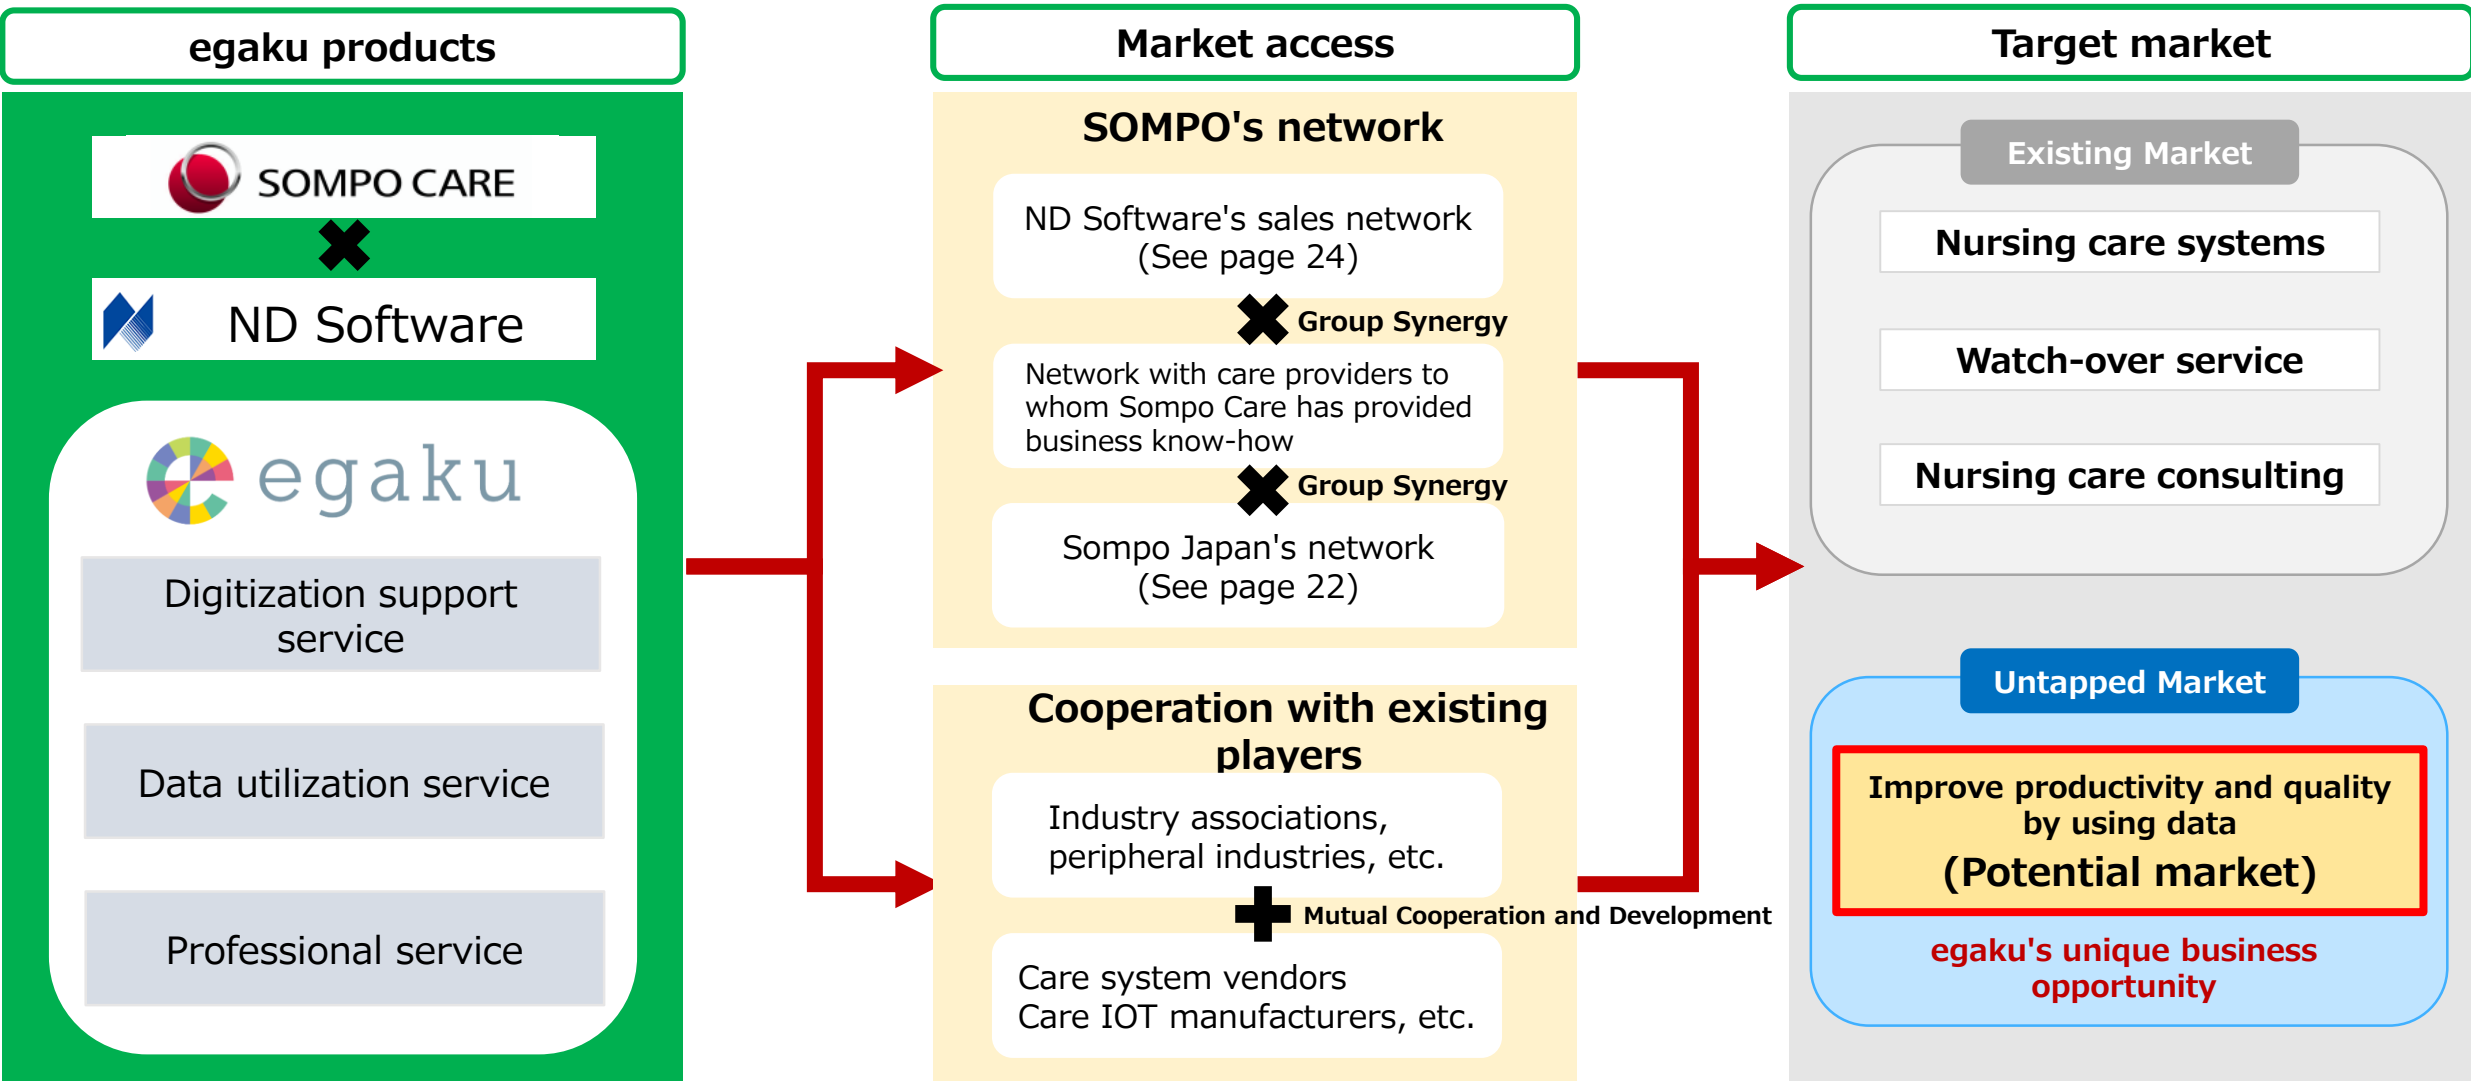 egaku products
SOMPO CARE
ND Software
egaku
Digitization support
service
Data utilization service
Professional service
Market access
SOMPO's network
ND Software's sales network
(See page 24)
Group Synergy
Network with care providers to
whom Sompo Care has provided
business know-how
Group Synergy
Sompo Japan's network
(See page 22)
Cooperation with existing
players
Industry associations,
peripheral industries, etc.
Mutual Cooperation and Development
Care system vendors
Care IOT manufacturers, etc.
Target market
Existing Market
Nursing care systems
Watch-over service
Nursing care consulting
Untapped Market
Improve productivity and quality
by using data
(Potential market)
egaku's unique business
opportunity